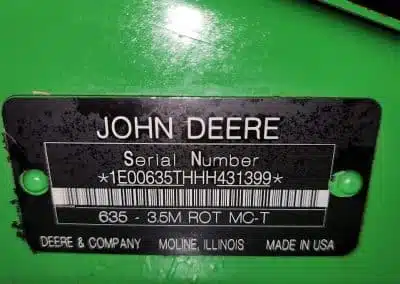 JOHN DEERE
Serial Number
*1E00635THHH431399*
635 - 3.5M ROT MC-T
DEERE & COMPANY MOLINE, ILLINOIS MADE IN USA